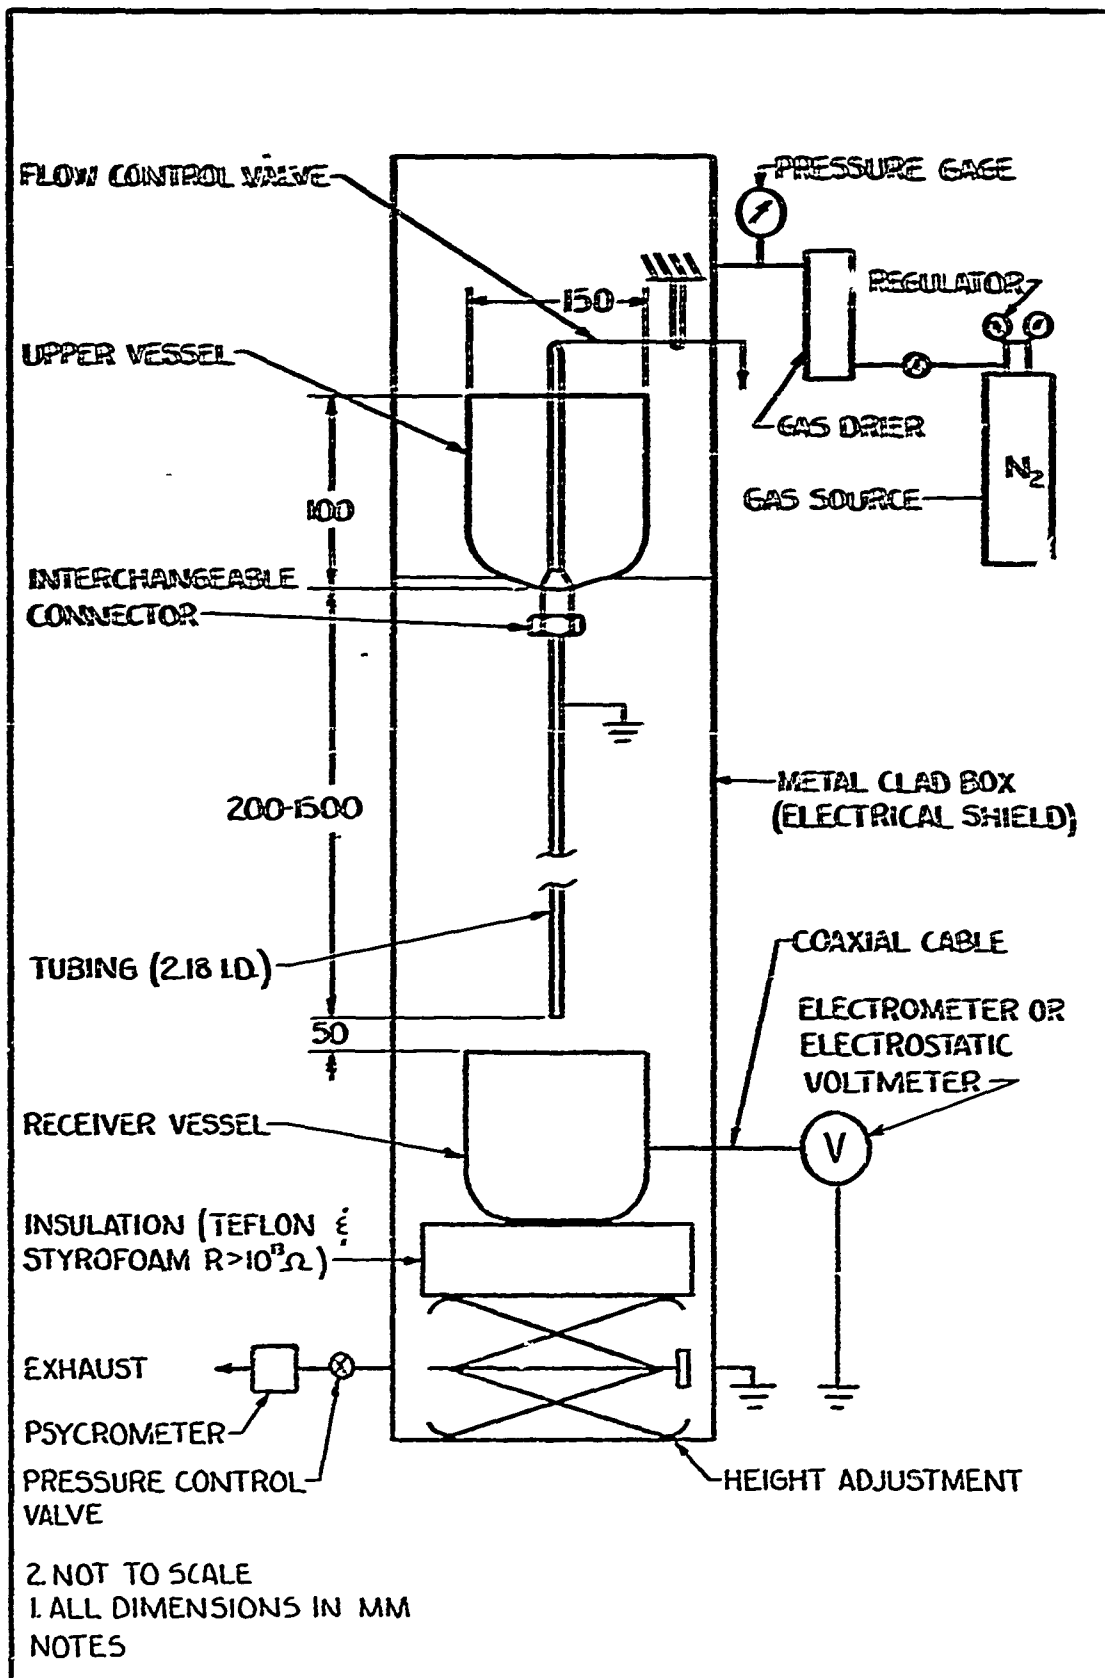 FLOW CONTROL VALVE
PRESSURE GAGE
REGULATOR
150
UPPER VESSEL
GAS DRIER
N₂
GAS SOURCE
100
INTERCHANGEABLE
CONNECTOR
METAL CLAD BOX
(ELECTRICAL SHIELD)
200-1500
COAXIAL CABLE
TUBING (2.18 I.D.)
ELECTROMETER OR
ELECTROSTATIC
VOLTMETER
50
RECEIVER VESSEL
V
INSULATION (TEFLON &
STYROFOAM R>10¹³Ω)
EXHAUST
PSYCROMETER
PRESSURE CONTROL
VALVE
HEIGHT ADJUSTMENT
2. NOT TO SCALE
1. ALL DIMENSIONS IN MM
NOTES